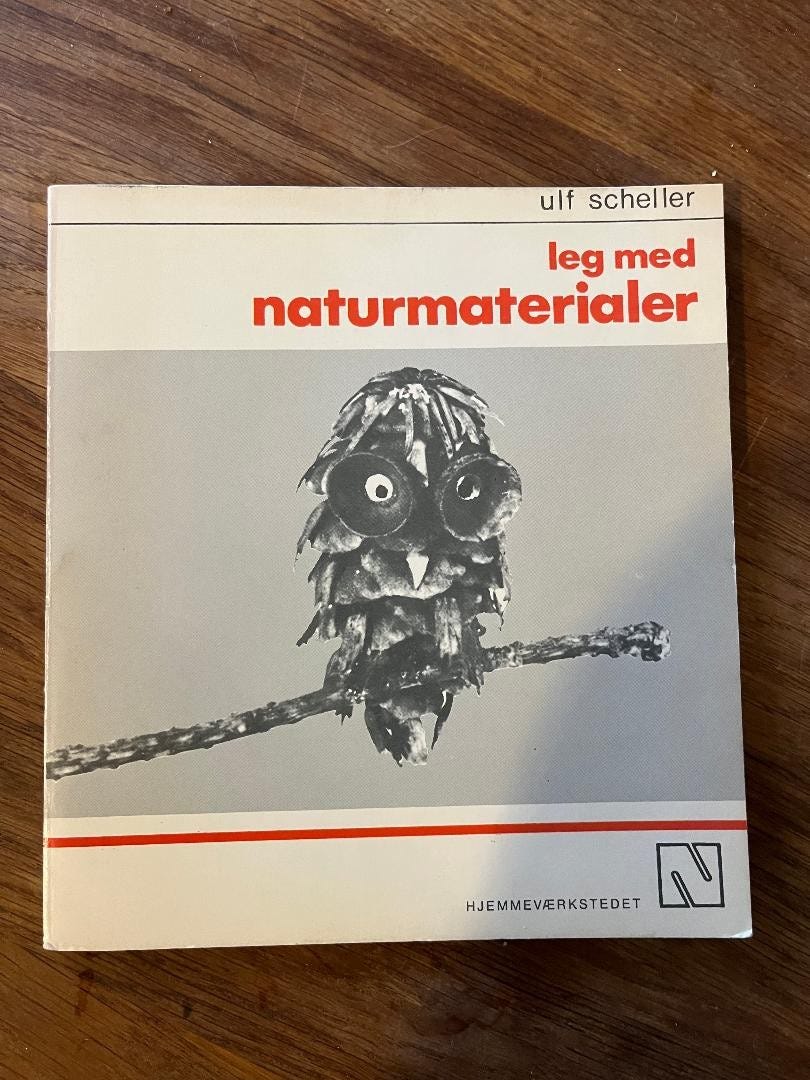 ulf scheller
leg med
naturmaterialer
HJEMMEVÆRKSTEDET